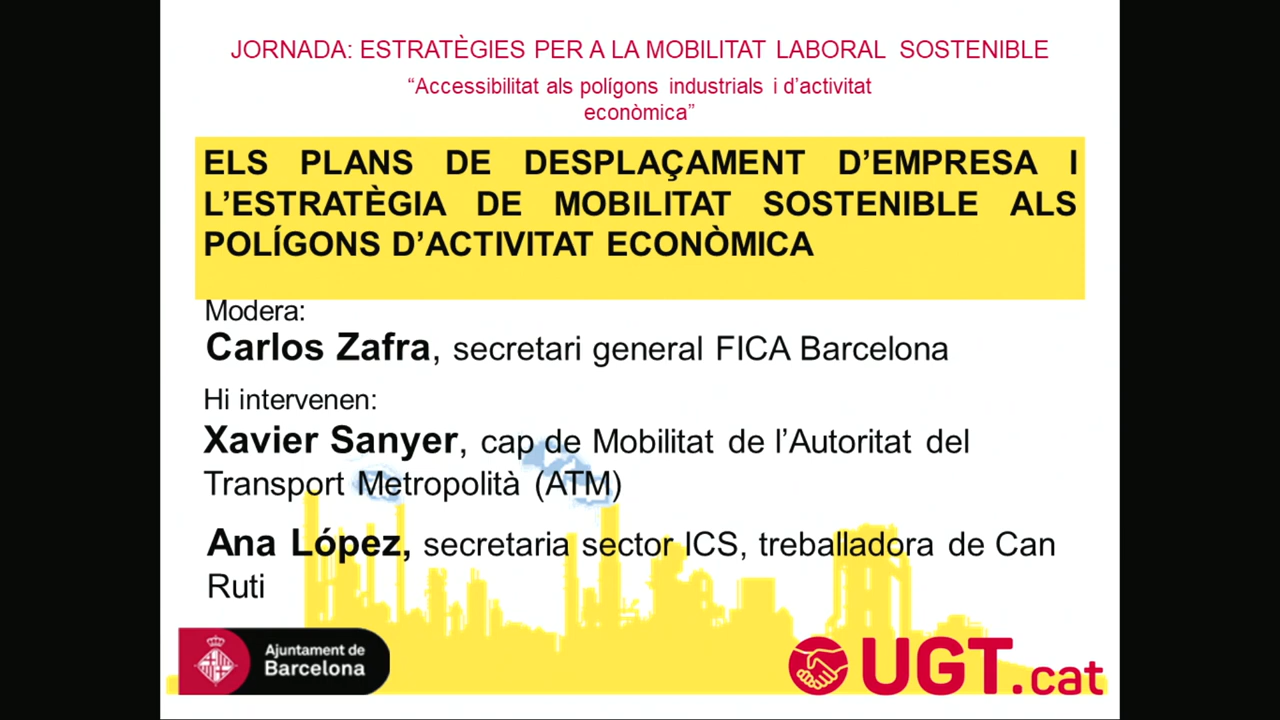 JORNADA: ESTRATÈGIES PER A LA MOBILITAT LABORAL SOSTENIBLE
“Accessibilitat als polígons industrials i d’activitat
econòmica”
ELS PLANS DE DESPLAÇAMENT D’EMPRESA I
L’ESTRATÈGIA DE MOBILITAT SOSTENIBLE ALS
POLÍGONS D’ACTIVITAT ECONÒMICA
Modera:
Carlos Zafra, secretari general FICA Barcelona
Hi intervenen:
Xavier Sanyer, cap de Mobilitat de l’Autoritat del
Transport Metropolità (ATM)
Ana López, secretaria sector ICS, treballadora de Can
Ruti
Ajuntament de
Barcelona
UGT.cat